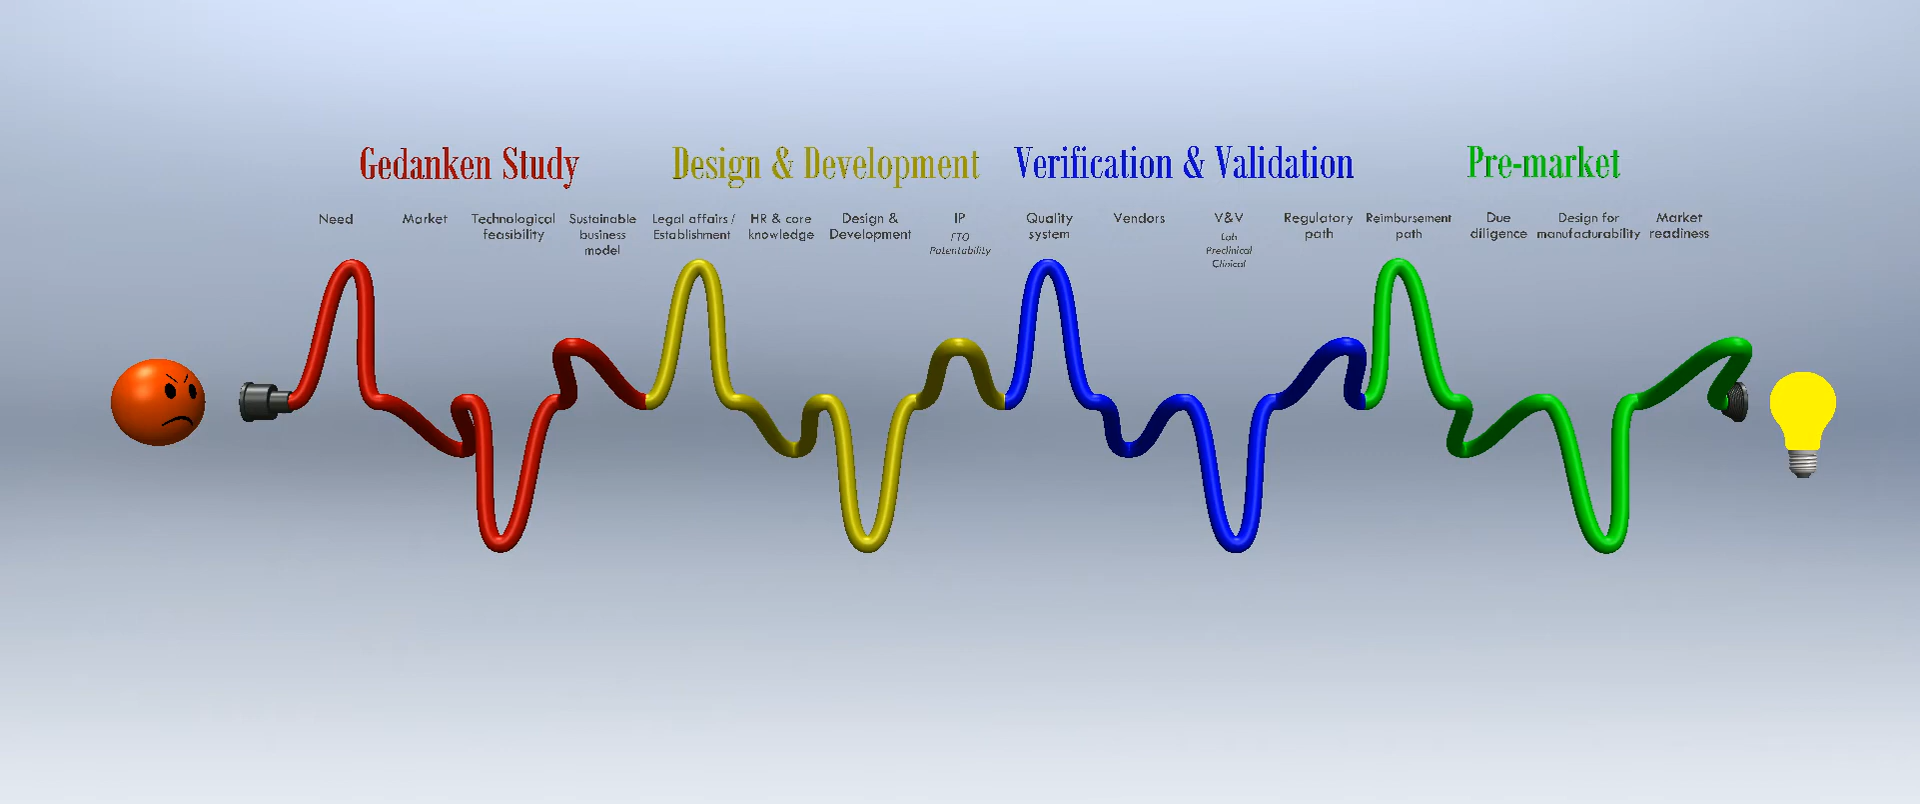 Gedanken Study Design & Development Verification & Validation Pre-market
Need
Market
Technological
feasibility
Sustainable
business
model
Legal affairs /
Establishment
HR & core
knowledge
Design &
Development
IP
FTO
Patentability
Quality
system
Vendors
V&V
Lab
Preclinical
Clinical
Regulatory
path
Reimbursement
path
Due
diligence
Design for
manufacturability
Market
readiness